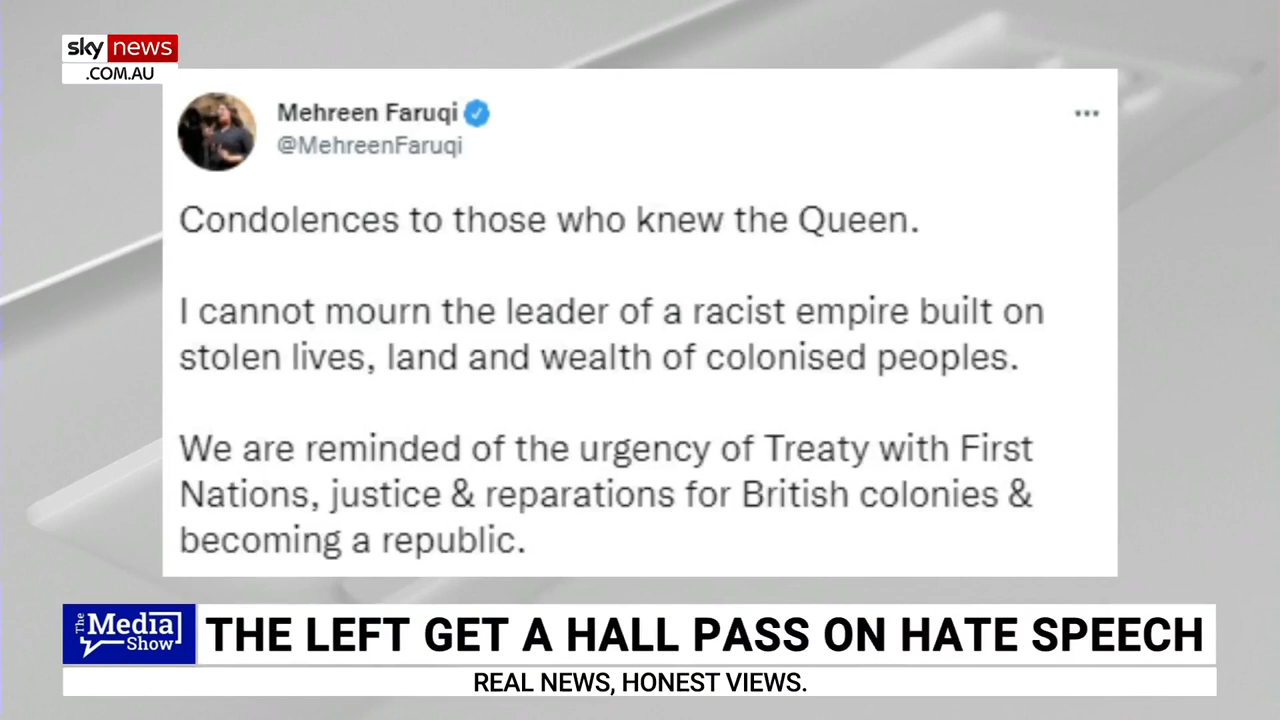 sky news
.COM.AU
Mehreen Faruqi
@MehreenFaruqi
Condolences to those who knew the Queen.
I cannot mourn the leader of a racist empire built on
stolen lives, land and wealth of colonised peoples.
We are reminded of the urgency of Treaty with First
Nations, justice & reparations for British colonies &
becoming a republic.
The Media Show
THE LEFT GET A HALL PASS ON HATE SPEECH
REAL NEWS, HONEST VIEWS.